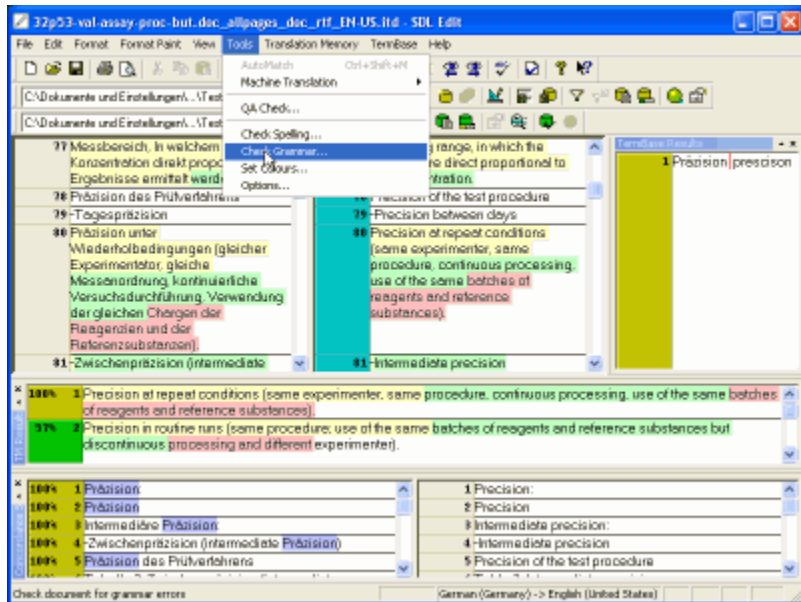 32p53-val-assay-proc-but.doc_allpages_doc_rtf_EN-US.itd - SDL Edit
File Edit Format Format Paint View Tools Translation Memory TermBase Help
AutoMatch Ctrl+Shift+M
Machine Translation
QA Check...
Check Spelling...
Check Grammar...
Set Colours...
Options...
C:\Dokumente und Einstellungen\...\Test
C:\Dokumente und Einstellungen\...\Test
77 Messbereich, In welchem
Konzentration direkt propo
Ergebnisse ermittelt werd
78 Präzision des Prüfverfahrens
79 -Tagespräzision
80 Präzision unter
Wiederholbedingungen (gleicher
Experimentator, gleiche
Messanordnung, kontinuierliche
Versuchsdurchführung, Verwendung
der gleichen Chargen der
Reagenzien und der
Referenzsubstanzen).
81 -Zwischenpräzision (intermediate
g range, in which the
re direct proportional to
ntration.
78 Precision of the test procedure
79 -Precision between days
80 Precision at repeat conditions
(same experimenter, same
procedure, continuous processing,
use of the same batches of
reagents and reference
substances).
81 -Intermediate precision
TermBase Results
1 Präzision prescison
100% 1 Precision at repeat conditions (same experimenter, same procedure, continuous processing, use of the same batches
of reagents and reference substances).
57% 2 Precision in routine runs (same procedure; use of the same batches of reagents and reference substances but
discontinuous processing and different experimenter).
TM Result
100% 1 Präzision:
100% 2 Präzision
100% 3 Intermediäre Präzision:
100% 4 -Zwischenpräzision (intermediate Präzision)
100% 5 Präzision des Prüfverfahrens
1 Precision:
2 Precision
3 Intermediate precision:
4 -Intermediate precision
5 Precision of the test procedure
Concordance
Check document for grammar errors
German (Germany) -> English (United States)